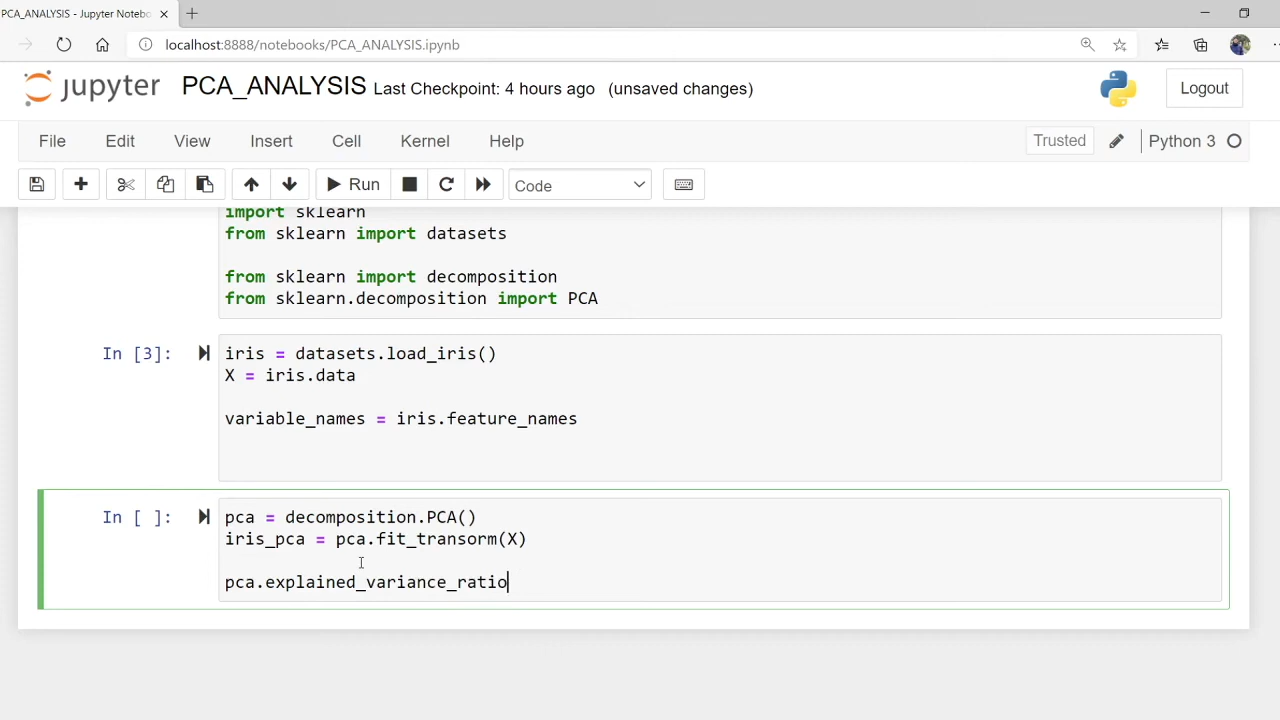 PCA_ANALYSIS - Jupyter Noteb
localhost:8888/notebooks/PCA_ANALYSIS.ipynb
jupyter PCA_ANALYSIS Last Checkpoint: 4 hours ago (unsaved changes) Logout
File Edit View Insert Cell Kernel Help Trusted Python 3
Run Code
import sklearn
from sklearn import datasets
from sklearn import decomposition
from sklearn.decomposition import PCA
In [3]: iris = datasets.load_iris()
X = iris.data
variable_names = iris.feature_names
In [ ]: pca = decomposition.PCA()
iris_pca = pca.fit_transorm(X)
pca.explained_variance_ratio